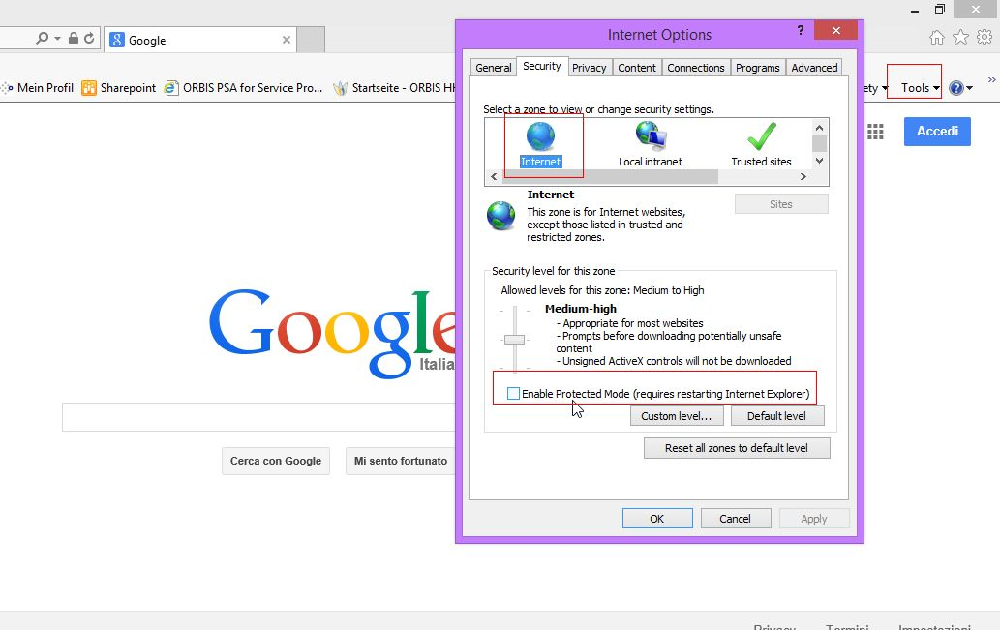 Google
Mein Profil
Sharepoint
ORBIS PSA for Service Pro...
Startseite - ORBIS
Tools
Accedi
Google
Italia
Cerca con Google
Mi sento fortunato
Internet Options
?
General
Security
Privacy
Content
Connections
Programs
Advanced
Select a zone to view or change security settings.
Internet
Local intranet
Trusted sites
Internet
Sites
This zone is for Internet websites,
except those listed in trusted and
restricted zones.
Security level for this zone
Allowed levels for this zone: Medium to High
Medium-high
- Appropriate for most websites
- Prompts before downloading potentially unsafe
content
- Unsigned ActiveX controls will not be downloaded
Enable Protected Mode (requires restarting Internet Explorer)
Custom level...
Default level
Reset all zones to default level
OK
Cancel
Apply
Privacy
Termini
Impostazioni